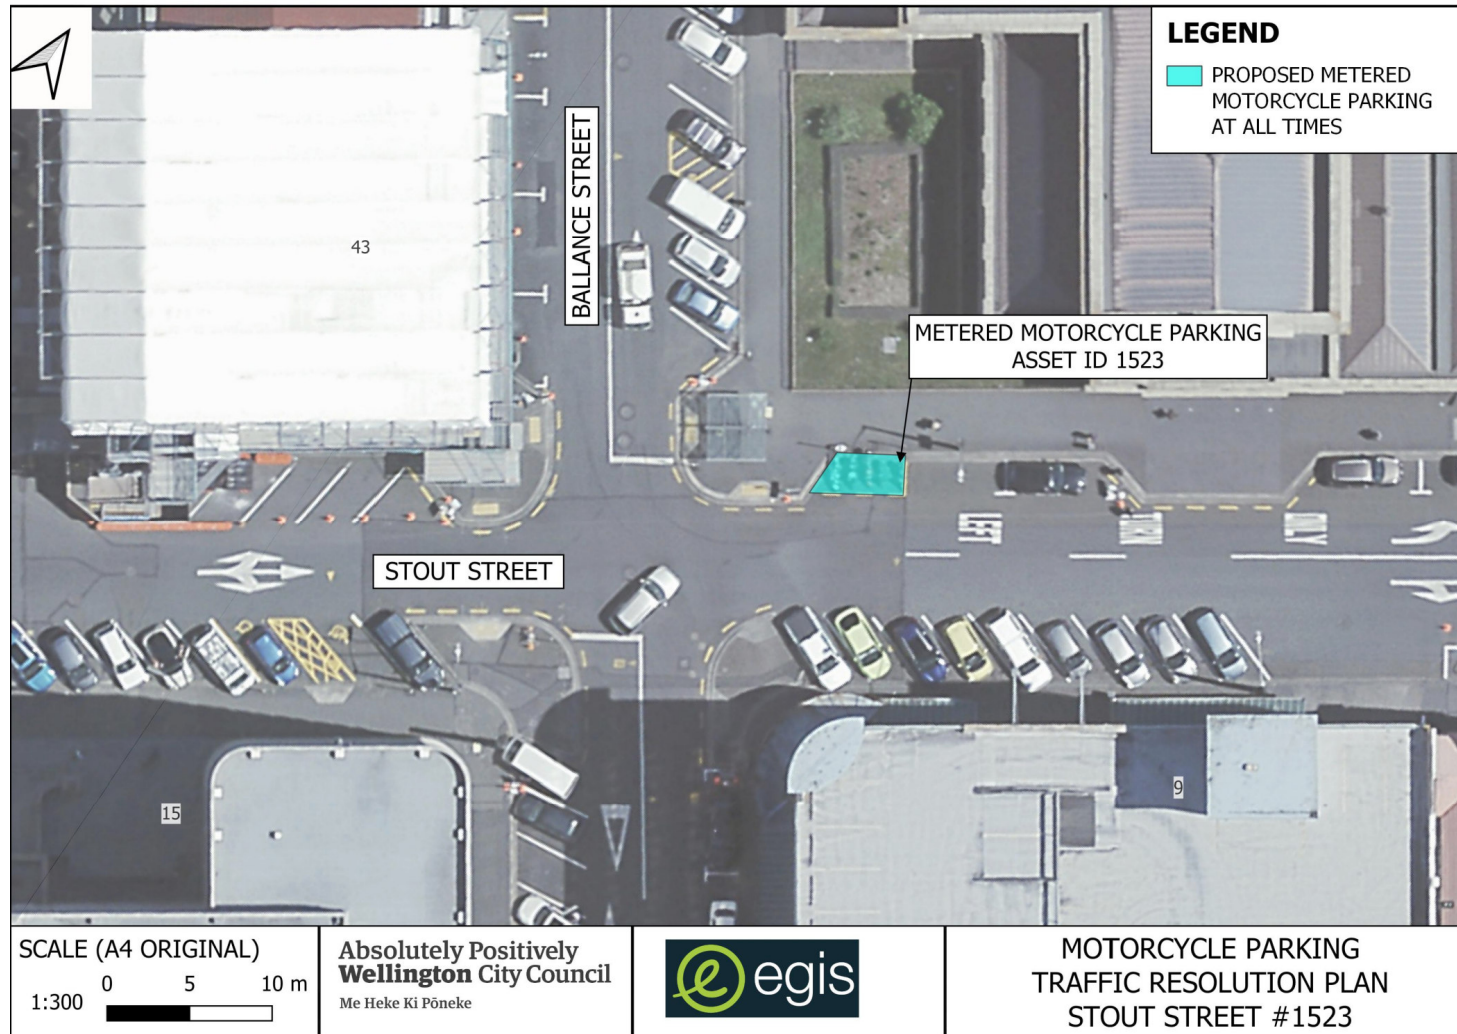 LEGEND
PROPOSED METERED
MOTORCYCLE PARKING
AT ALL TIMES
BALLANCE STREET
43
METERED MOTORCYCLE PARKING
ASSET ID 1523
LEFT
STOUT STREET
15
9
SCALE (A4 ORIGINAL)
1:300
0 5 10 m
Absolutely Positively
Wellington City Council
Me Heke Ki Pōneke
egis
MOTORCYCLE PARKING
TRAFFIC RESOLUTION PLAN
STOUT STREET #1523